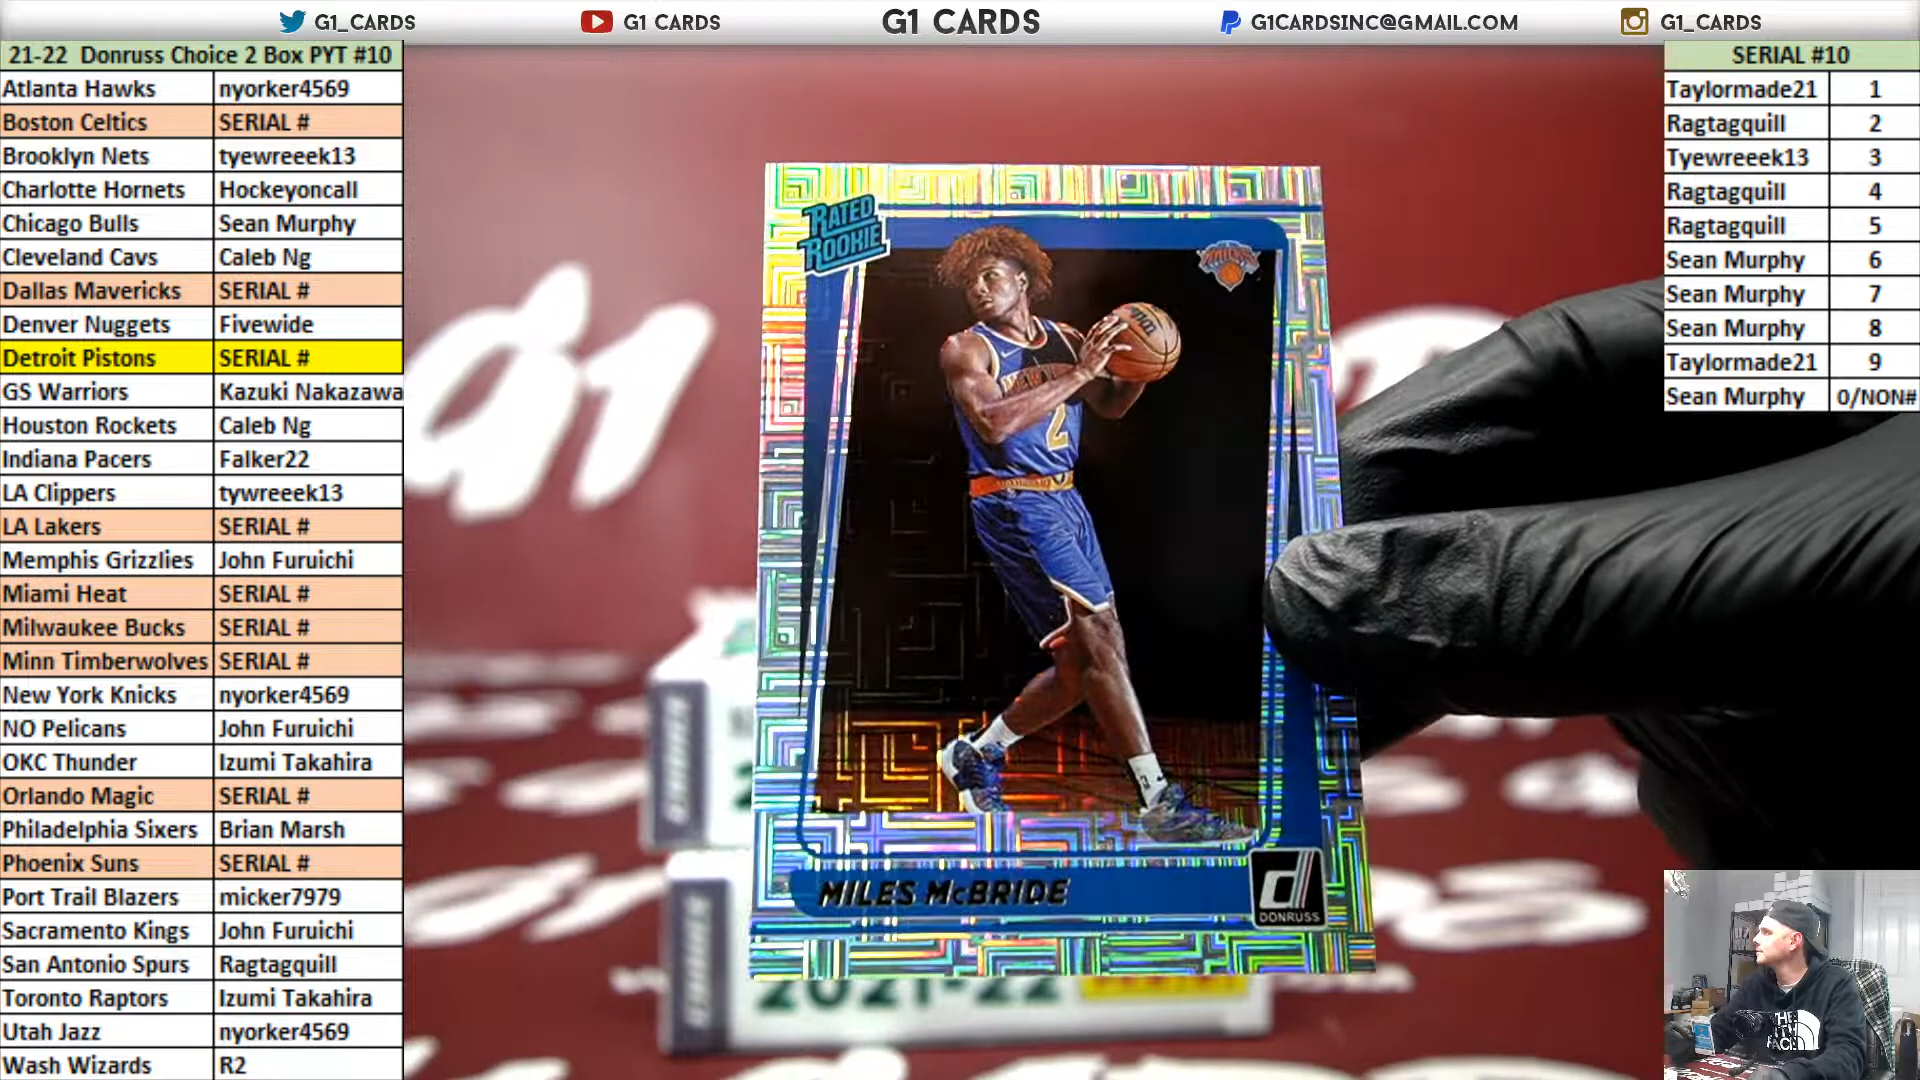 G1_CARDS
G1 CARDS
G1 CARDS
G1CARDSINC@GMAIL.COM
G1_CARDS
21-22 Donruss Choice 2 Box PYT #10
Atlanta Hawks nyorker4569
Boston Celtics SERIAL #
Brooklyn Nets tyewreeek13
Charlotte Hornets Hockeyoncall
Chicago Bulls Sean Murphy
Cleveland Cavs Caleb Ng
Dallas Mavericks SERIAL #
Denver Nuggets Fivewide
Detroit Pistons SERIAL #
GS Warriors Kazuki Nakazawa
Houston Rockets Caleb Ng
Indiana Pacers Falker22
LA Clippers tywreeek13
LA Lakers SERIAL #
Memphis Grizzlies John Furuichi
Miami Heat SERIAL #
Milwaukee Bucks SERIAL #
Minn Timberwolves SERIAL #
New York Knicks nyorker4569
NO Pelicans John Furuichi
OKC Thunder Izumi Takahira
Orlando Magic SERIAL #
Philadelphia Sixers Brian Marsh
Phoenix Suns SERIAL #
Port Trail Blazers micker7979
Sacramento Kings John Furuichi
San Antonio Spurs Ragtagquill
Toronto Raptors Izumi Takahira
Utah Jazz nyorker4569
Wash Wizards R2
SERIAL #10
Taylormade21 1
Ragtagquill 2
Tyewreeek13 3
Ragtagquill 4
Ragtagquill 5
Sean Murphy 6
Sean Murphy 7
Sean Murphy 8
Taylormade21 9
Sean Murphy 0/NON#
g1
RATED
ROOKIE
2
MILES McBRIDE
DONRUSS
2021-22
THE
NORTH
FACE